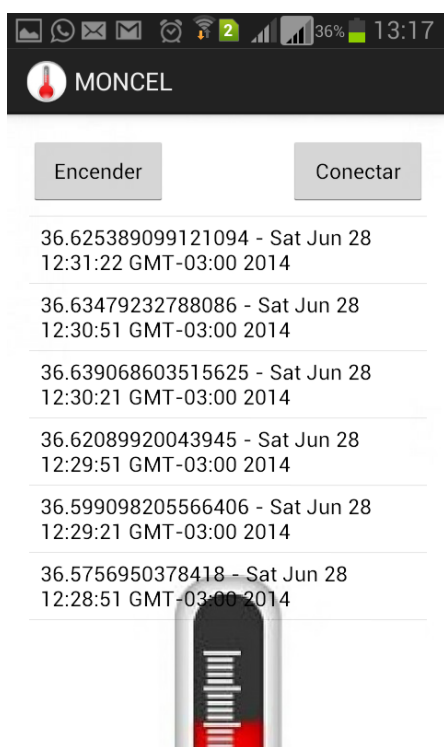 2 36% 13:17
MONCEL
Encender Conectar
36.625389099121094 - Sat Jun 28
12:31:22 GMT-03:00 2014
36.63479232788086 - Sat Jun 28
12:30:51 GMT-03:00 2014
36.639068603515625 - Sat Jun 28
12:30:21 GMT-03:00 2014
36.62089920043945 - Sat Jun 28
12:29:51 GMT-03:00 2014
36.599098205566406 - Sat Jun 28
12:29:21 GMT-03:00 2014
36.5756950378418 - Sat Jun 28
12:28:51 GMT-03:00 2014